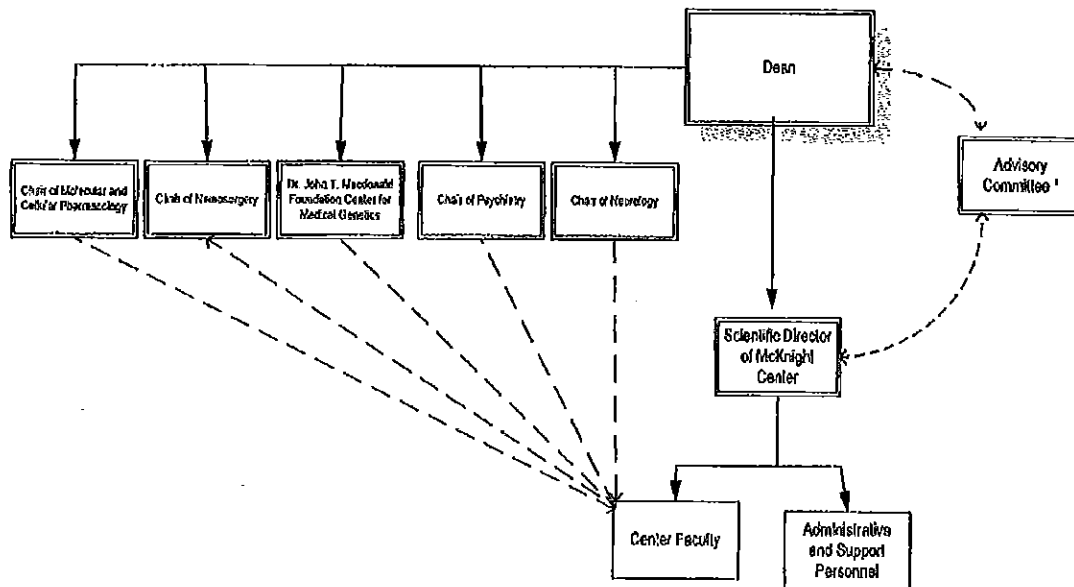 Dean
Advisory
Committee
Chair of Molecular and
Cellular Pharmacology
Chair of Neurosurgery
Dr. John T. Macdonald
Foundation Center for
Medical Genetics
Chair of Psychiatry
Chair of Neurology
Scientific Director
of McKnight
Center
Center Faculty
Administrative
and Support
Personnel